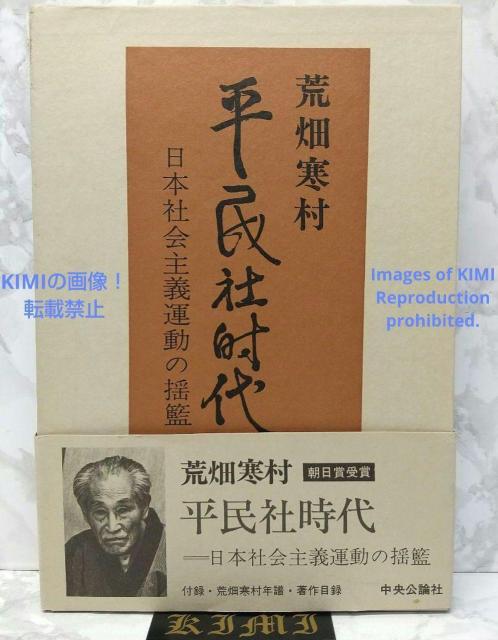 荒畑寒村
平民社时代
日本社会主義運動の揺籃
KIMIの画像！
転載禁止
Images of KIMI
Reproduction
prohibited.
荒畑寒村 朝日賞受賞
平民社時代
──日本社会主義運動の揺籃
付録・荒畑寒村年譜・著作目録 中央公論社
KIMI